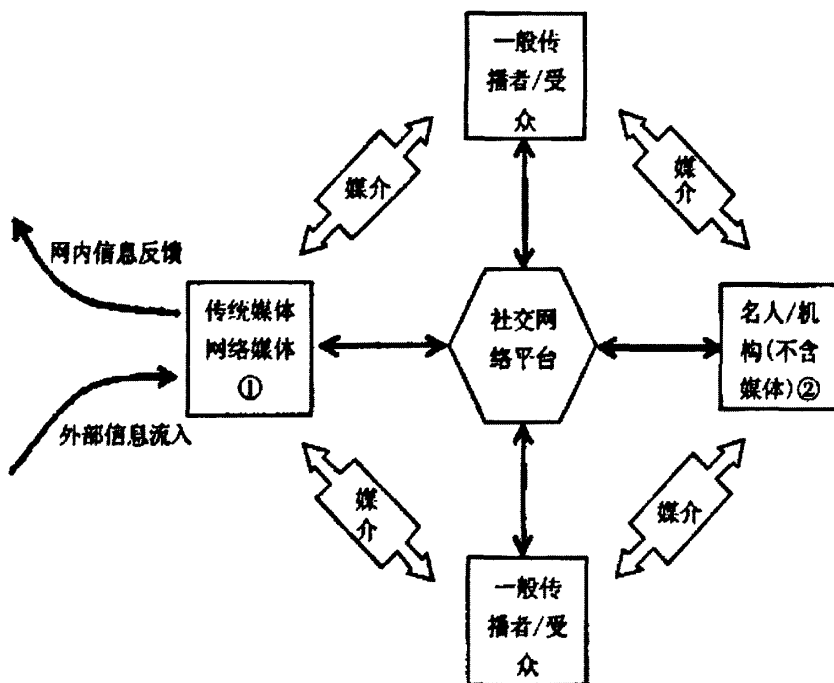 一般传
播者/受
众
媒介
媒
介
网内信息反馈
传统媒体
网络媒体
①
社交网
络平台
名人/机
构(不含
媒体)②
外部信息流入
媒
介
媒介
一般传
播者/受
众